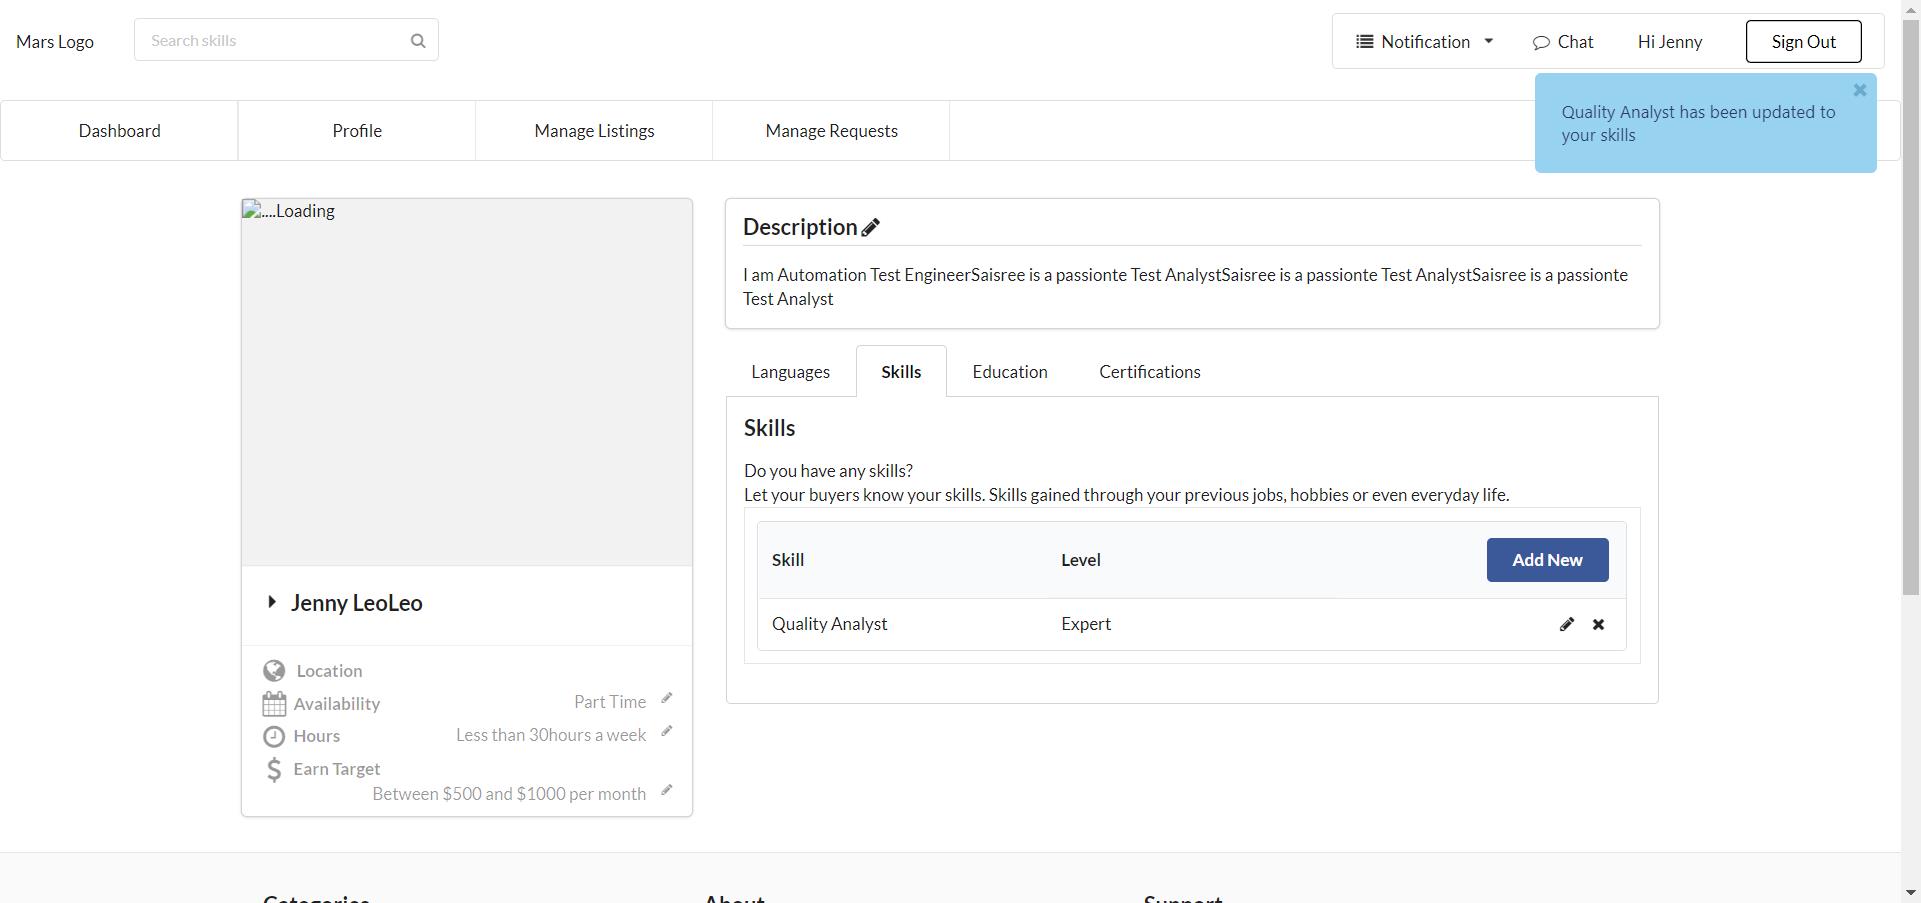 Mars Logo
Search skills
Notification
Chat
Hi Jenny
Sign Out
Quality Analyst has been updated to
your skills
Dashboard
Profile
Manage Listings
Manage Requests
....Loading
Jenny LeoLeo
Location
Availability
Part Time
Hours
Less than 30hours a week
Earn Target
Between $500 and $1000 per month
Description
I am Automation Test EngineerSaisree is a passionte Test AnalystSaisree is a passionte Test AnalystSaisree is a passionte
Test Analyst
Languages
Skills
Education
Certifications
Skills
Do you have any skills?
Let your buyers know your skills. Skills gained through your previous jobs, hobbies or even everyday life.
Skill
Level
Add New
Quality Analyst
Expert
Categories
About
Support